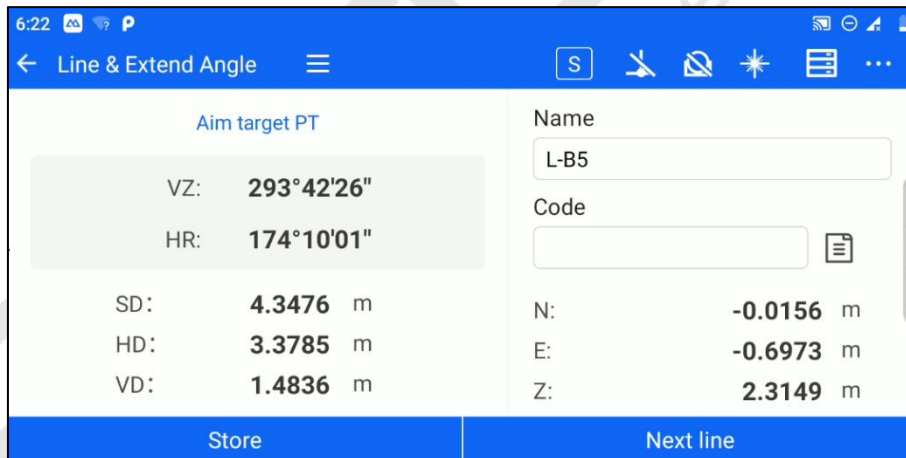 6:22
Line & Extend Angle
S
Aim target PT
VZ: 293°42'26"
HR: 174°10'01"
SD: 4.3476 m
HD: 3.3785 m
VD: 1.4836 m
Name
L-B5
Code
N: -0.0156 m
E: -0.6973 m
Z: 2.3149 m
Store
Next line